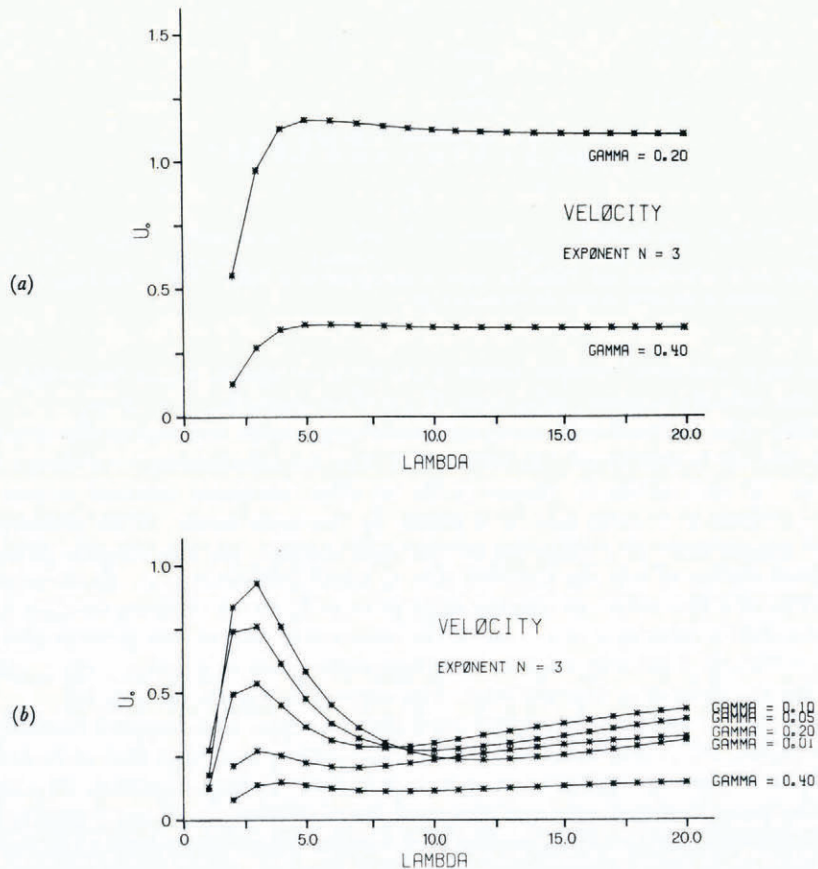 (a)
1.5
1.0
0.5
0
U₀
0
5.0
10.0
15.0
20.0
LAMBDA
GAMMA = 0.20
VELØCITY
EXPØNENT N = 3
GAMMA = 0.40
(b)
1.0
0.5
0
U₀
0
5.0
10.0
15.0
20.0
LAMBDA
VELØCITY
EXPØNENT N = 3
GAMMA = 0.10
GAMMA = 0.05
GAMMA = 0.20
GAMMA = 0.01
GAMMA = 0.40